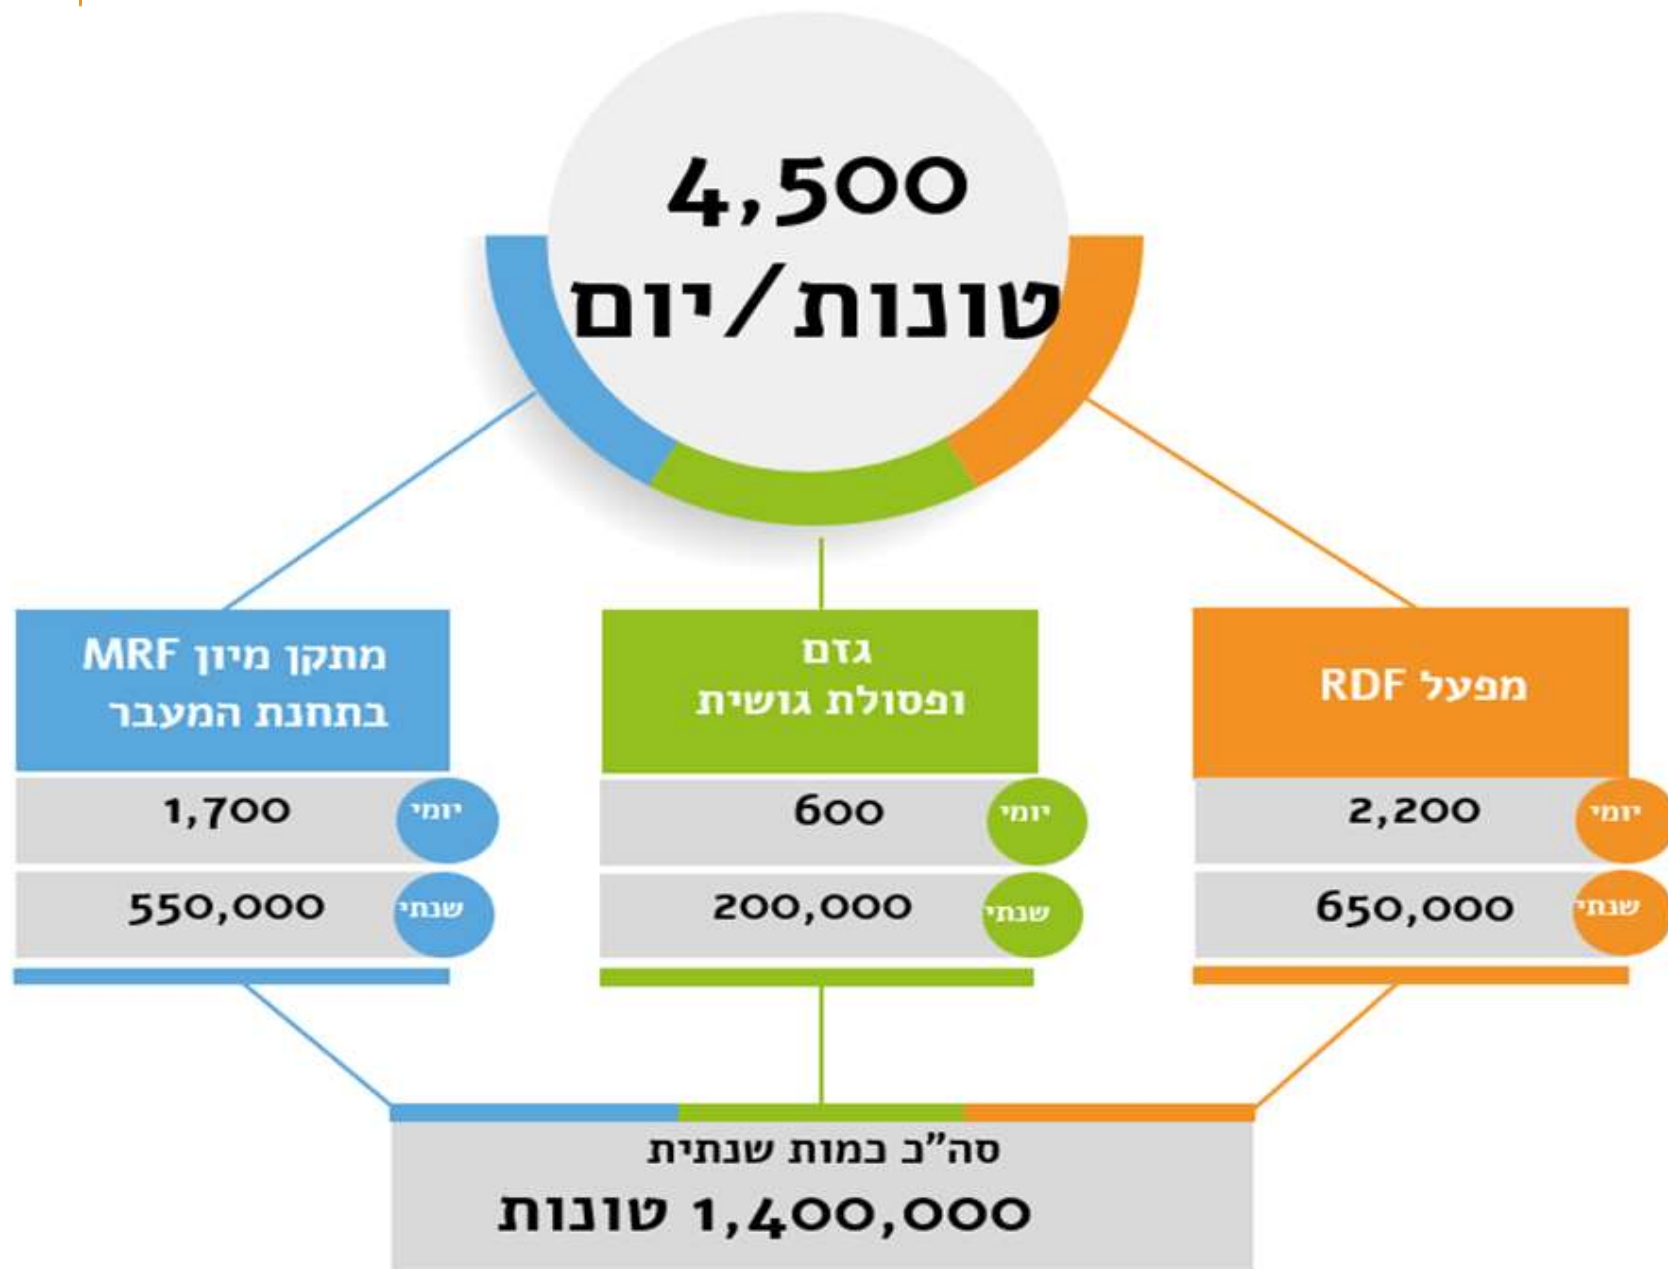 4,500
טונות/יום
מפעל RDF
יומי
2,200
שנתי
650,000
גזם
ופסולת גושית
יומי
600
שנתי
200,000
מתקן מיון MRF
בתחנת המעבר
יומי
1,700
שנתי
550,000
סה"כ כמות שנתית
1,400,000 טונות